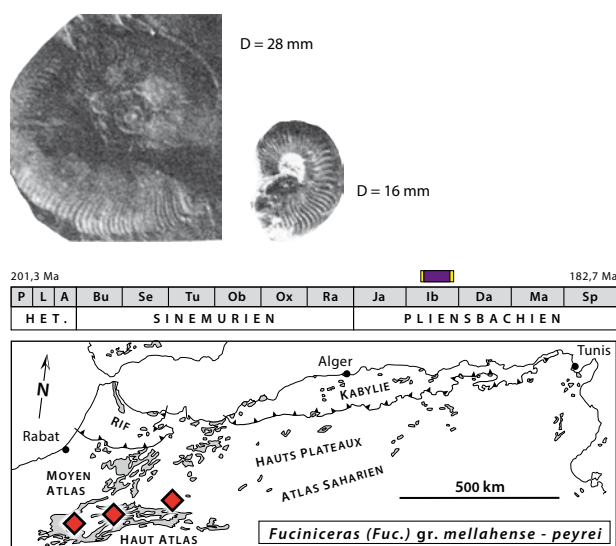 D = 28 mm
D = 16 mm
201,3 Ma 182,7 Ma
P L A Bu Se Tu Ob Ox Ra Ja Ib Da Ma Sp
HET. SINEMURIEN PLIENSBACHIEN
Tunis
Alger
KABYLIE
N
RIF
Rabat
HAUTS PLATEAUX
MOYEN
ATLAS
ATLAS SAHARIEN
500 km
HAUT ATLAS
Fuciniceras (Fuc.) gr. mellahense - peyrei